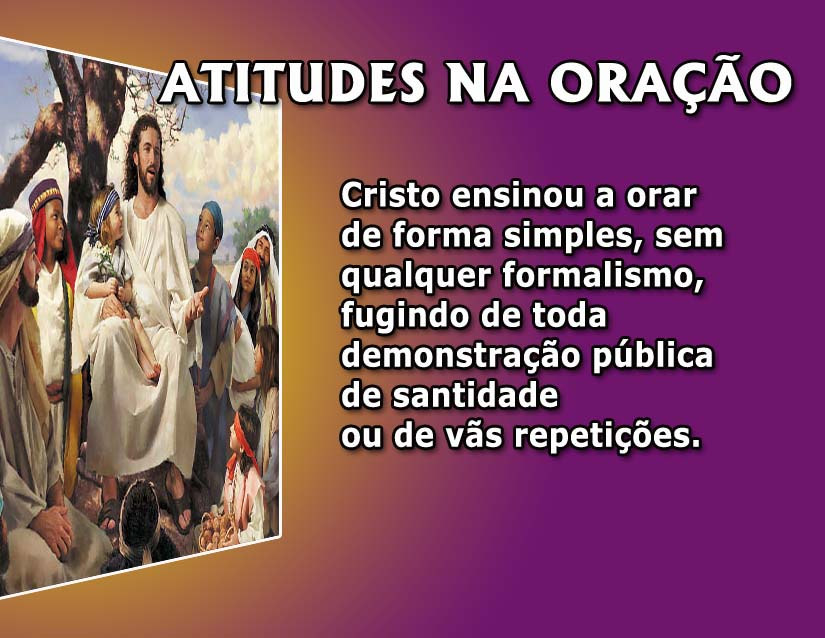 ATITUDES NA ORAÇÃO
Cristo ensinou a orar
de forma simples, sem
qualquer formalismo,
fugindo de toda
demonstração pública
de santidade
ou de vãs repetições.